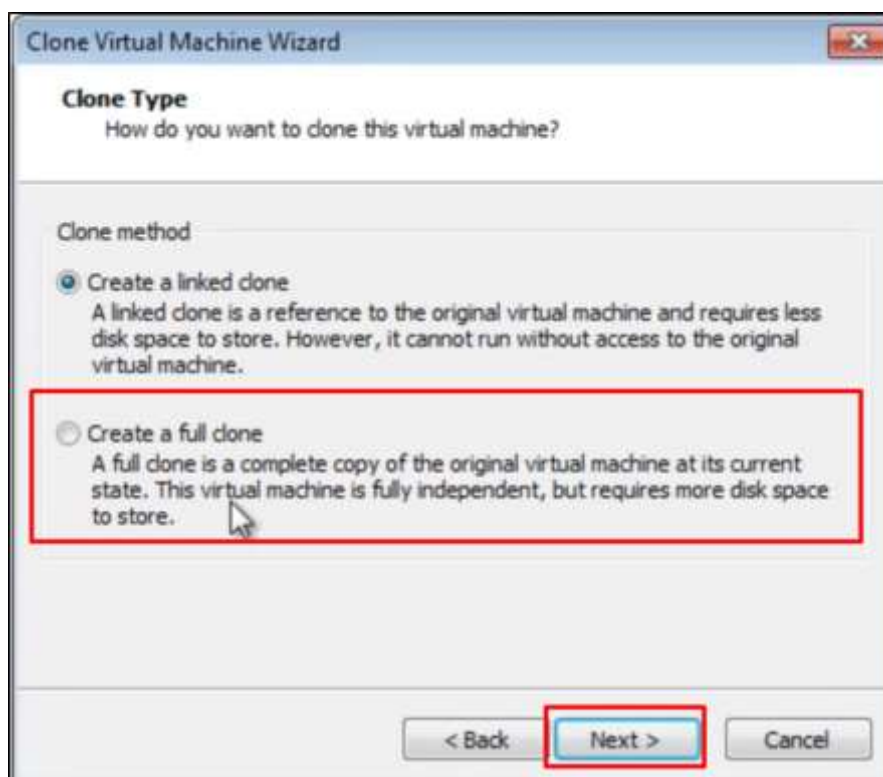 Clone Virtual Machine Wizard
Clone Type
How do you want to clone this virtual machine?
Clone method
Create a linked clone
A linked clone is a reference to the original virtual machine and requires less
disk space to store. However, it cannot run without access to the original
virtual machine.
Create a full clone
A full clone is a complete copy of the original virtual machine at its current
state. This virtual machine is fully independent, but requires more disk space
to store.
< Back Next > Cancel